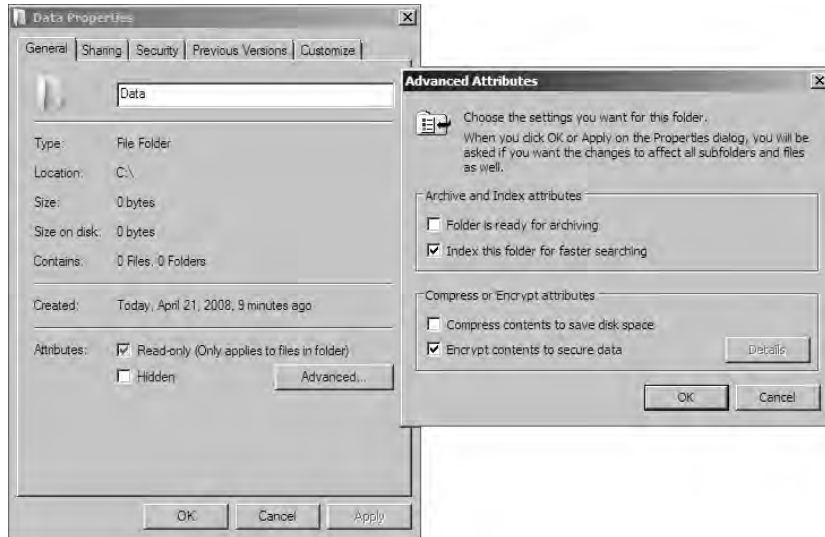 Data Properties
General Sharing Security Previous Versions Customize
Data
Type: File Folder
Location: C:\
Size: 0 bytes
Size on disk: 0 bytes
Contains: 0 Files, 0 Folders
Created: Today, April 21, 2008, 9 minutes ago
Attributes: Read-only (Only applies to files in folder)
Hidden
Advanced...
OK Cancel Apply
Advanced Attributes
Choose the settings you want for this folder.
When you click OK or Apply on the Properties dialog, you will be
asked if you want the changes to affect all subfolders and files
as well.
Archive and Index attributes
Folder is ready for archiving
Index this folder for faster searching
Compress or Encrypt attributes
Compress contents to save disk space
Encrypt contents to secure data
Details
OK Cancel